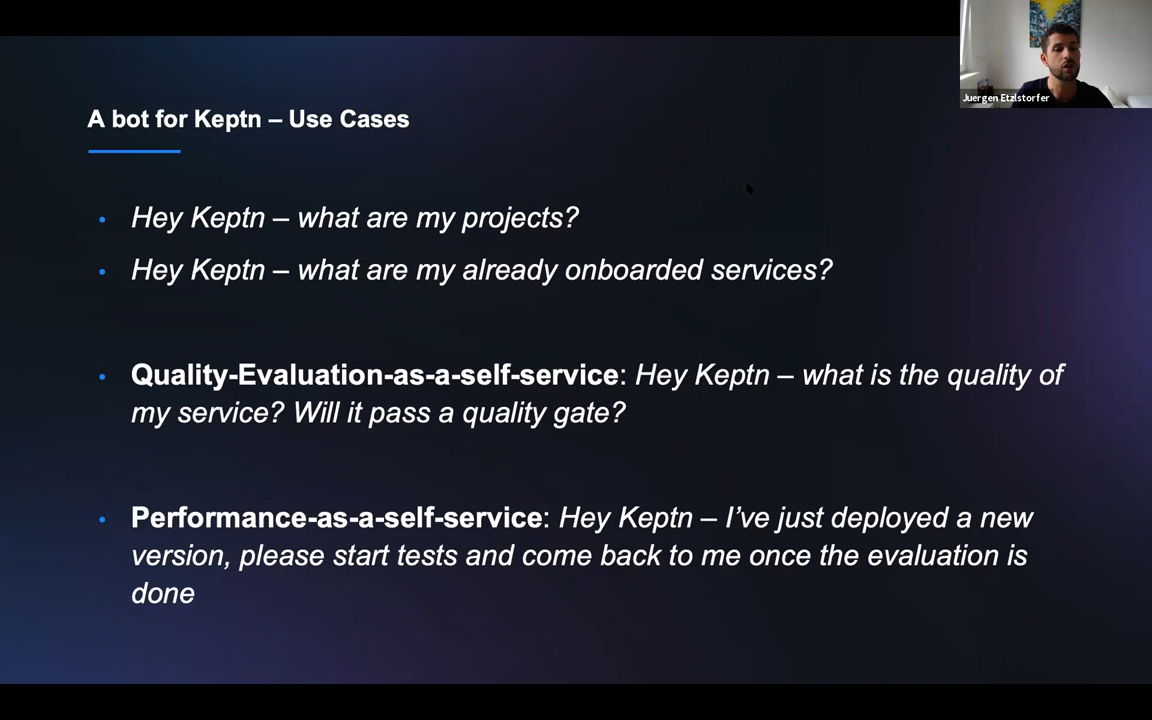 Juergen Etzlstorfer
A bot for Keptn – Use Cases
• Hey Keptn – what are my projects?
• Hey Keptn – what are my already onboarded services?
• Quality-Evaluation-as-a-self-service: Hey Keptn – what is the quality of
my service? Will it pass a quality gate?
• Performance-as-a-self-service: Hey Keptn – I’ve just deployed a new
version, please start tests and come back to me once the evaluation is
done